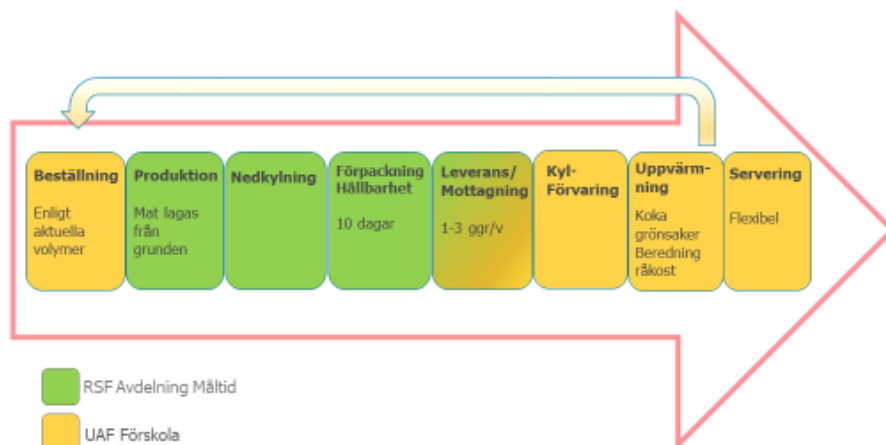 Beställning
Enligt
aktuella
volymer
Produktion
Mat lagas
från
grunden
Nedkylning
Förpackning
Hållbarhet
10 dagar
Leverans/
Mottagning
1-3 ggr/v
Kyl-
Förvaring
Uppvärm-
ning
Koka
grönsaker
Beredning
råkost
Servering
Flexibel
RSF Avdelning Måltid
UAF Förskola